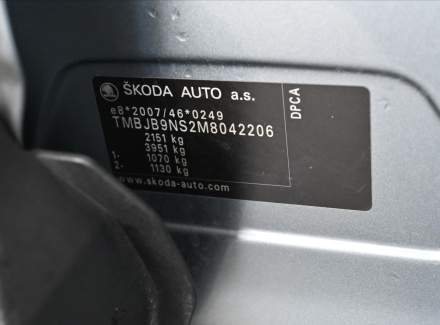 ŠKODA AUTO a.s.
e8*2007/46*0249
TMBJB9NS2M8042206
2151 kg
3951 kg
1- 1070 kg
2- 1130 kg
www.skoda-auto.com
DPCA